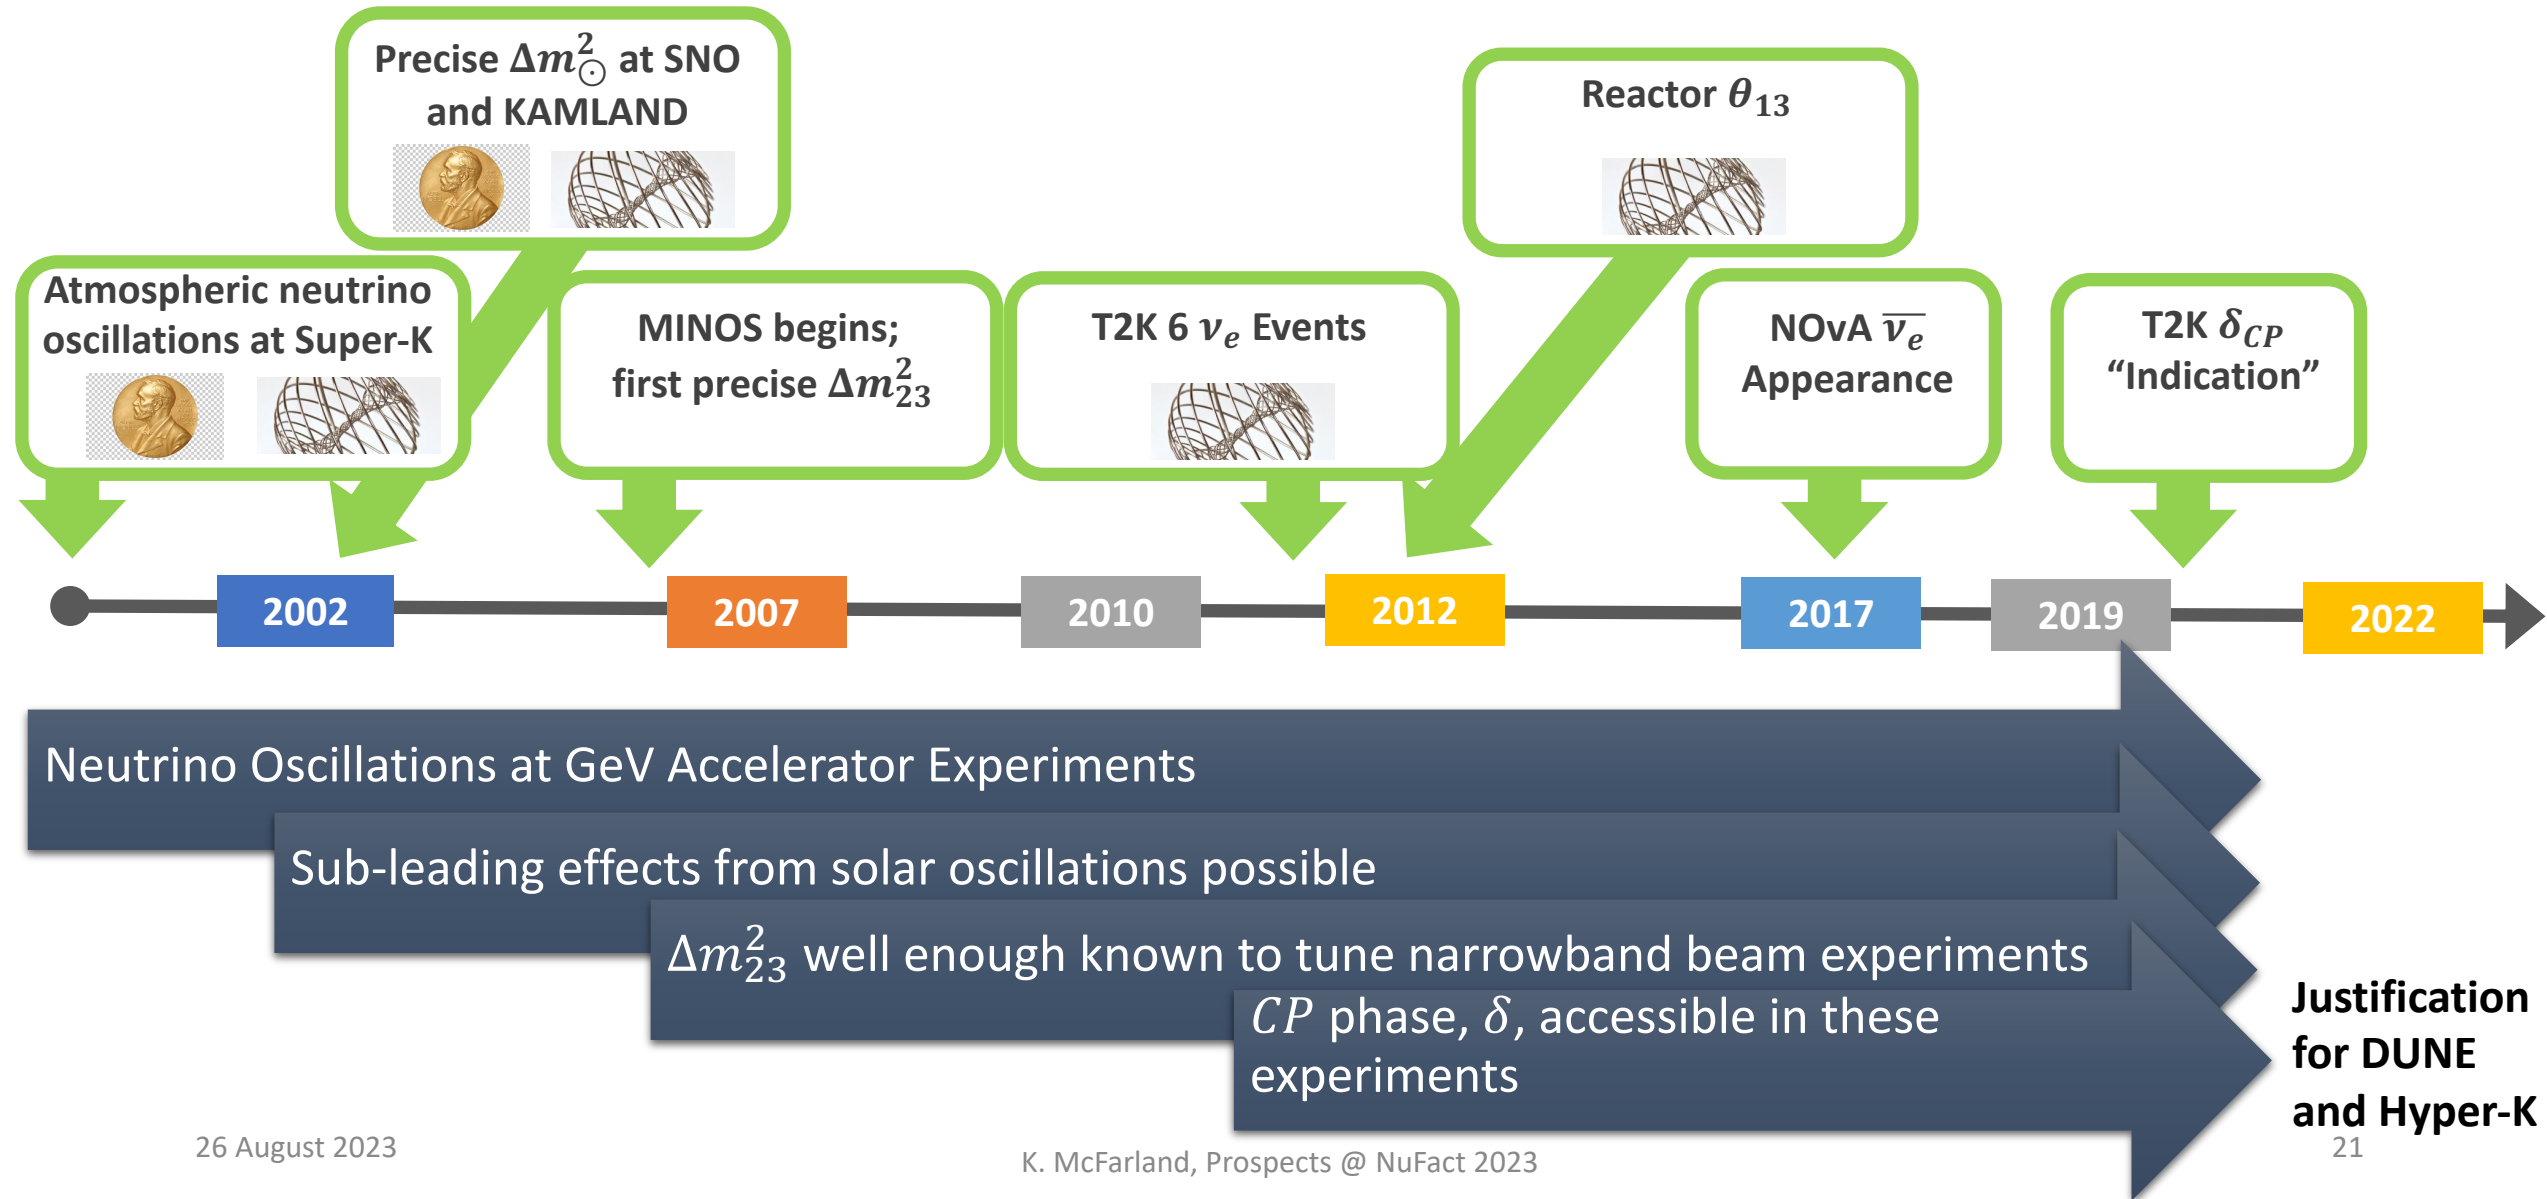 Precise Δm²⊙ at SNO
and KAMLAND
Reactor θ₁₃
Atmospheric neutrino
oscillations at Super-K
MINOS begins;
first precise Δm²₂₃
T2K 6 νₑ Events
NOvA ν̅ₑ
Appearance
T2K δ_CP
“Indication”
2002
2007
2010
2012
2017
2019
2022
Neutrino Oscillations at GeV Accelerator Experiments
Sub-leading effects from solar oscillations possible
Δm²₂₃ well enough known to tune narrowband beam experiments
CP phase, δ, accessible in these
experiments
Justification
for DUNE
and Hyper-K
26 August 2023
K. McFarland, Prospects @ NuFact 2023
21